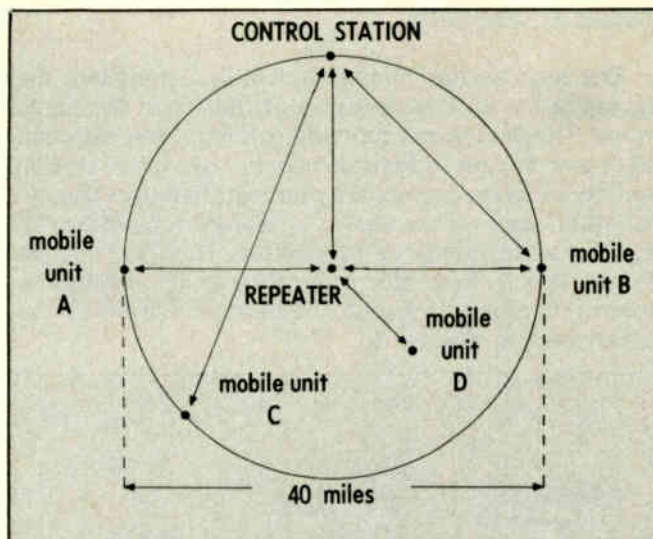 CONTROL STATION
mobile
unit
A
REPEATER
mobile
unit B
mobile
unit
D
mobile unit
C
40 miles